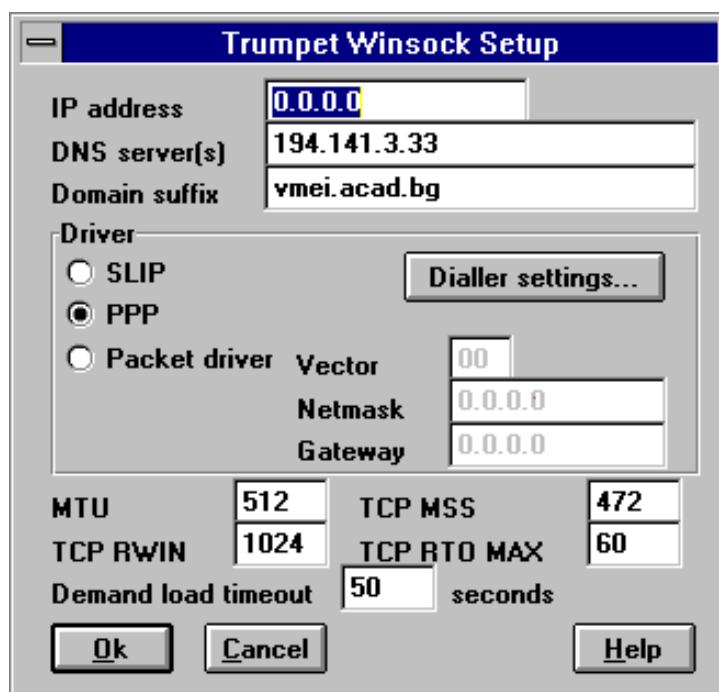 Trumpet Winsock Setup
IP address 0.0.0.0
DNS server(s) 194.141.3.33
Domain suffix vmei.acad.bg
Driver
SLIP Dialler settings...
PPP
Packet driver Vector 00
Netmask 0.0.0.0
Gateway 0.0.0.0
MTU 512 TCP MSS 472
TCP RWIN 1024 TCP RTO MAX 60
Demand load timeout 50 seconds
Ok Cancel Help